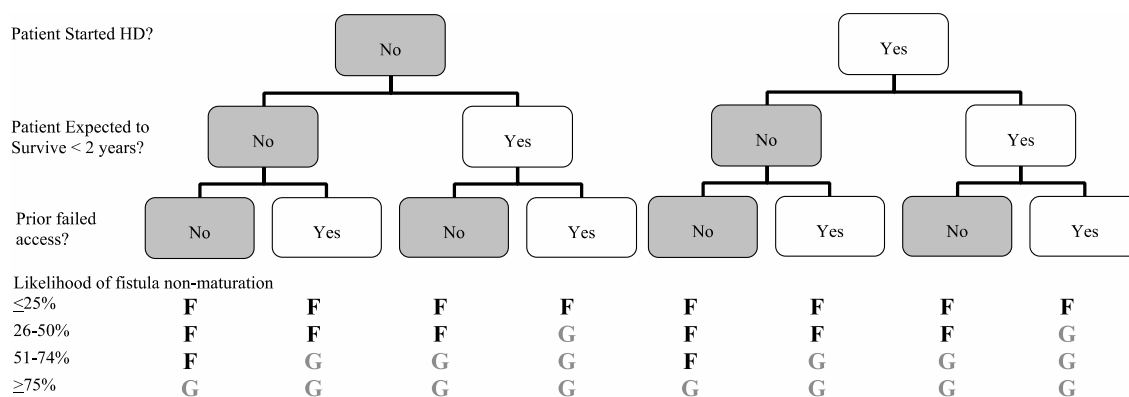 Patient Started HD?
No Yes
Patient Expected to
Survive < 2 years?
No Yes No Yes
Prior failed
access?
No Yes No Yes No Yes No Yes
Likelihood of fistula non-maturation
≤25% F F F F F F F F
26-50% F F F G F F F G
51-74% F G G G F G G G
≥75% G G G G G G G G